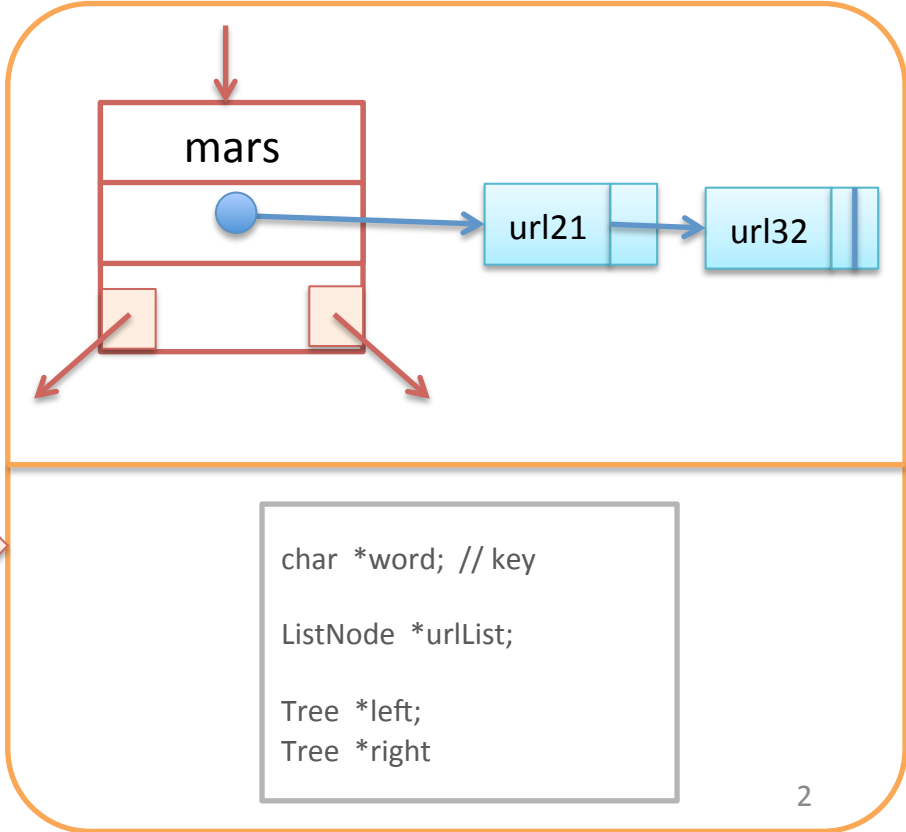 mars
url21
url32
char *word; // key
ListNode *urlList;
Tree *left;
Tree *right
2